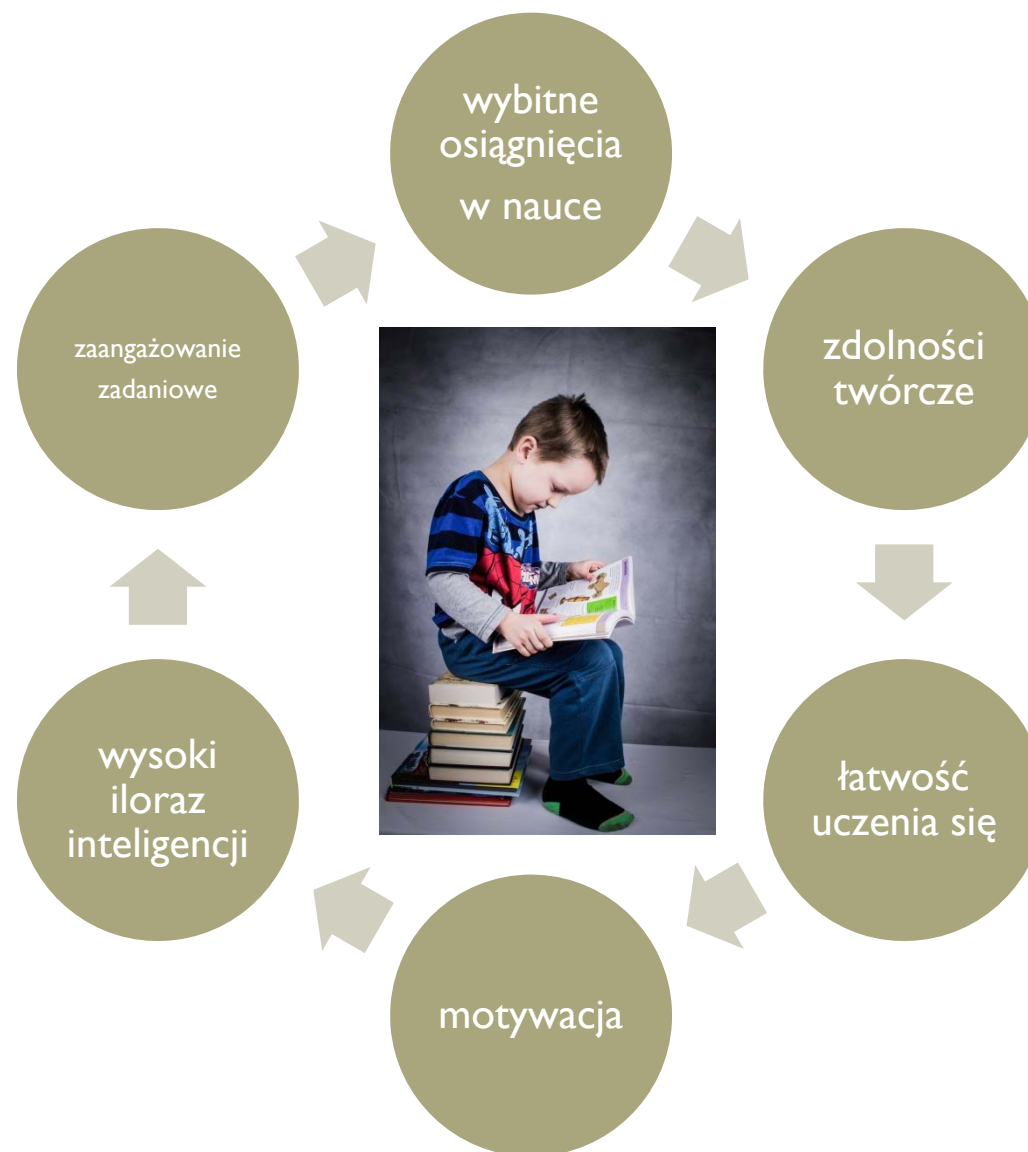 wybitne
osiągnięcia
w nauce
zdolności
twórcze
łatwość
uczenia się
motywacja
wysoki
iloraz
inteligencji
zaangażowanie
zadaniowe